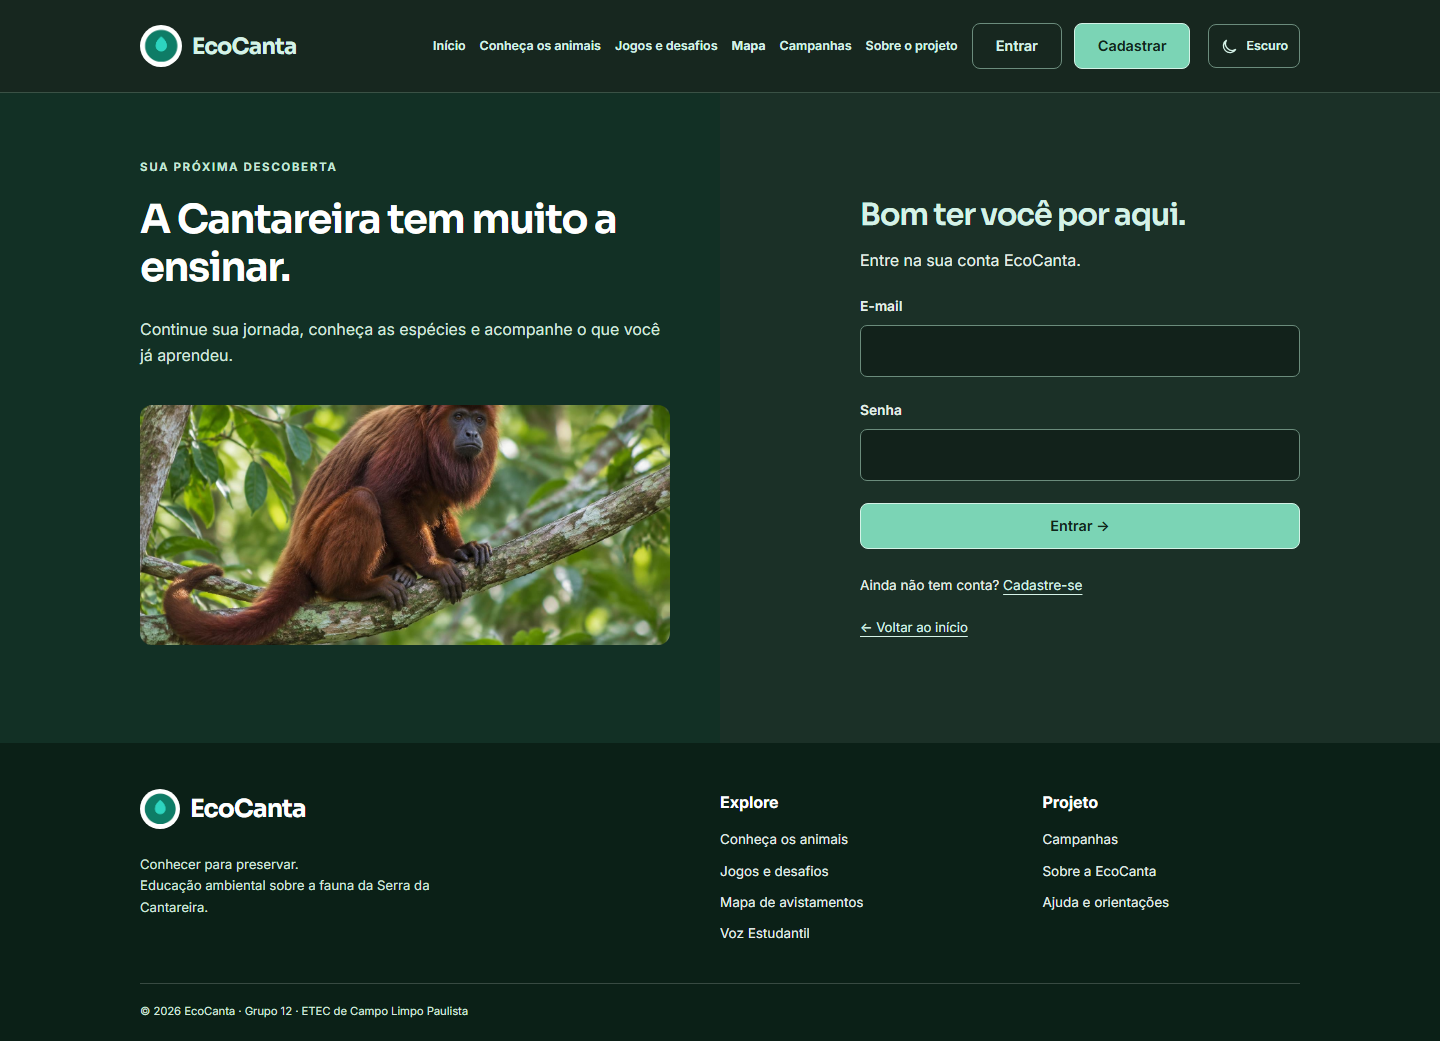 EcoCanta
Início
Conheça os animais
Jogos e desafios
Mapa
Campanhas
Sobre o projeto
Entrar
Cadastrar
Escuro
SUA PRÓXIMA DESCOBERTA
A Cantareira tem muito a
ensinar.
Continue sua jornada, conheça as espécies e acompanhe o que você
já aprendeu.
Bom ter você por aqui.
Entre na sua conta EcoCanta.
E-mail
Senha
Entrar →
Ainda não tem conta? Cadastre-se
← Voltar ao início
EcoCanta
Conhecer para preservar.
Educação ambiental sobre a fauna da Serra da
Cantareira.
Explore
Conheça os animais
Jogos e desafios
Mapa de avistamentos
Voz Estudantil
Projeto
Campanhas
Sobre a EcoCanta
Ajuda e orientações
© 2026 EcoCanta · Grupo 12 · ETEC de Campo Limpo Paulista